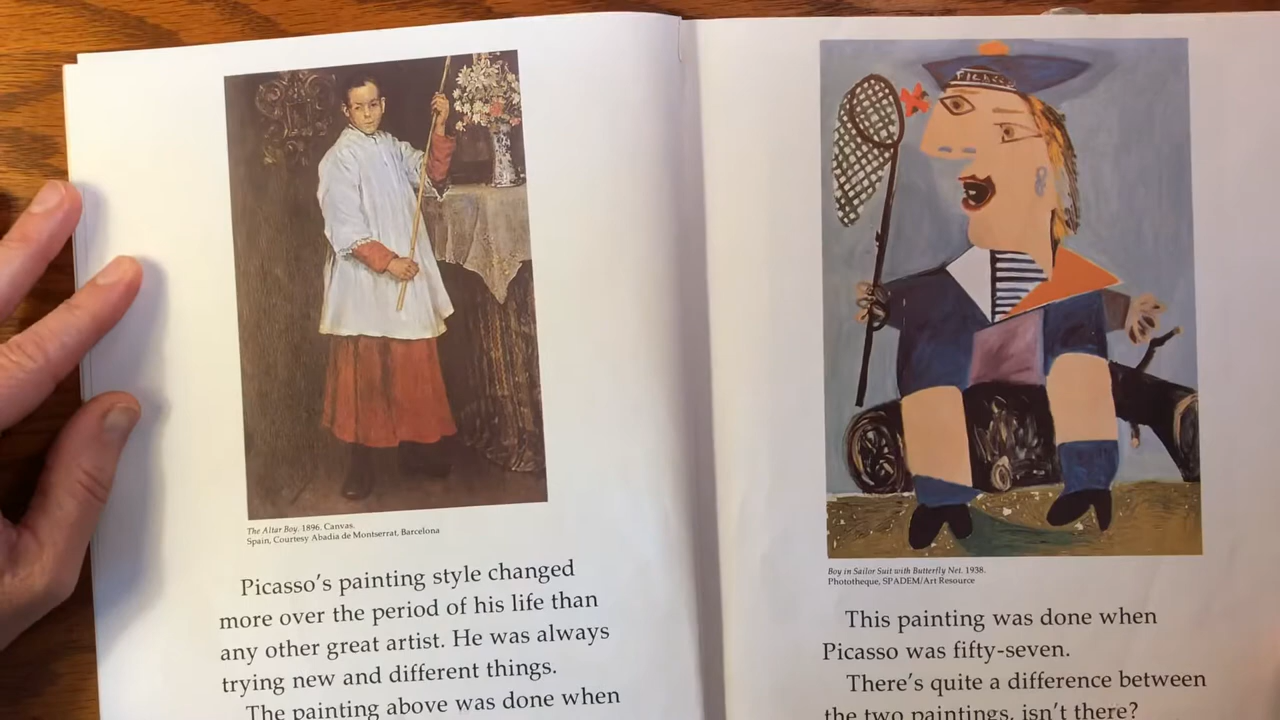 The Altar Boy. 1896. Canvas.
Spain, Courtesy Abadia de Montserrat, Barcelona
Picasso's painting style changed
more over the period of his life than
any other great artist. He was always
trying new and different things.
The painting above was done when
PICASSO
Boy in Sailor Suit with Butterfly Net. 1938.
Phototheque, SPADEM/Art Resource
This painting was done when
Picasso was fifty-seven.
There's quite a difference between
the two paintings, isn't there?